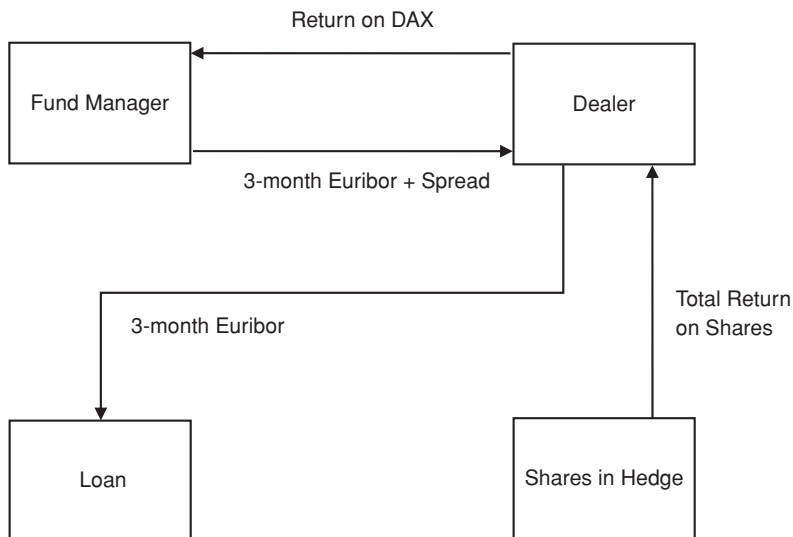 Return on DAX
Fund Manager
Dealer
3-month Euribor + Spread
3-month Euribor
Total Return
on Shares
Loan
Shares in Hedge